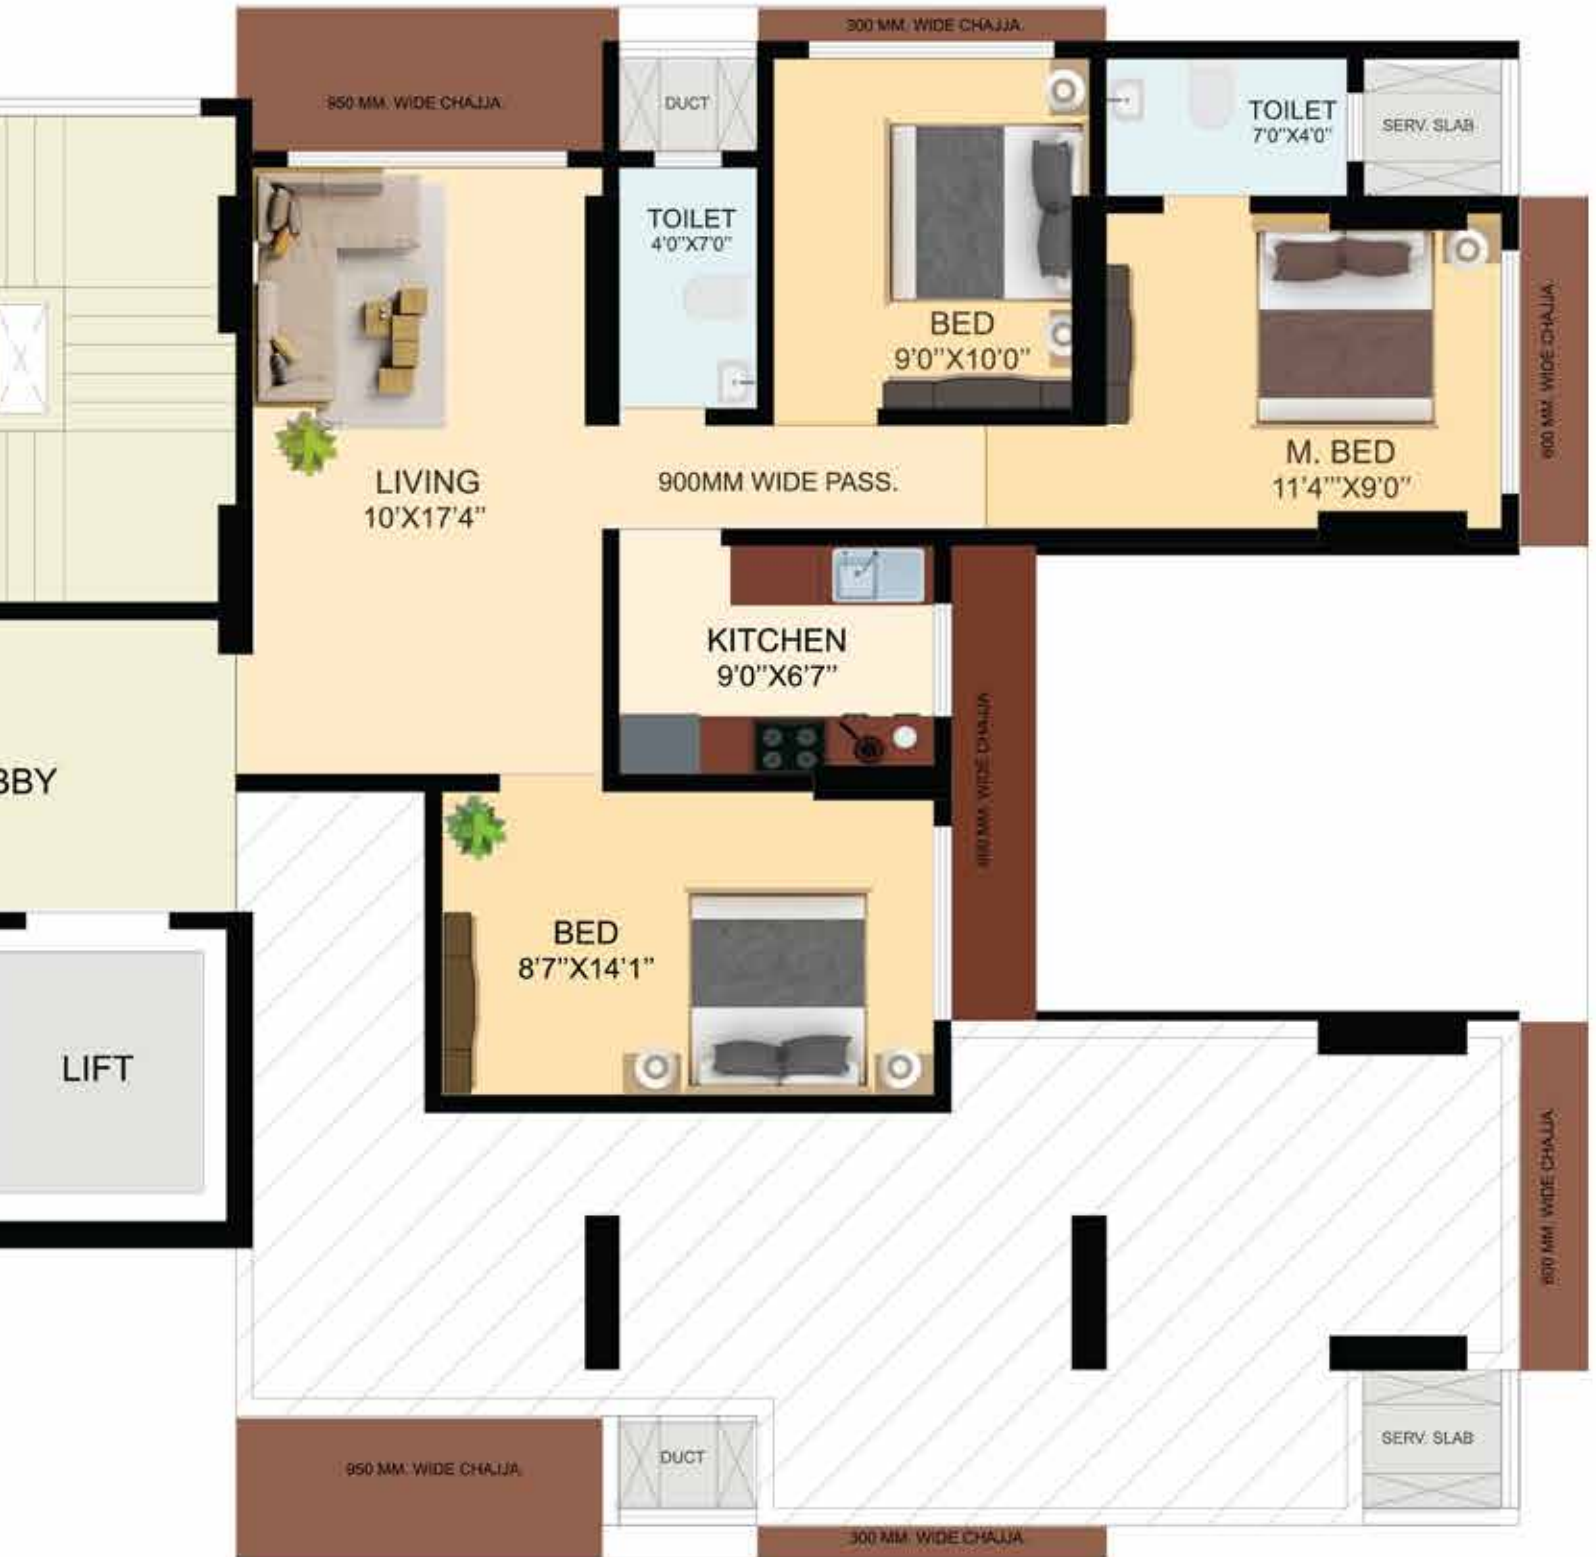 300 MM. WIDE CHAJJA.
950 MM. WIDE CHAJJA.
DUCT
TOILET
7'0"X4'0"
SERV. SLAB
TOILET
4'0"X7'0"
BED
9'0"X10'0"
600 MM. WIDE CHAJJA.
M. BED
11'4'"X9'0"
LIVING
10'X17'4"
900MM WIDE PASS.
KITCHEN
9'0"X6'7"
WIDE CHAJJA
BBY
BED
8'7"X14'1"
LIFT
600 MM. WIDE CHAJJA.
950 MM. WIDE CHAJJA.
DUCT
SERV. SLAB
300 MM. WIDE CHAJJA.